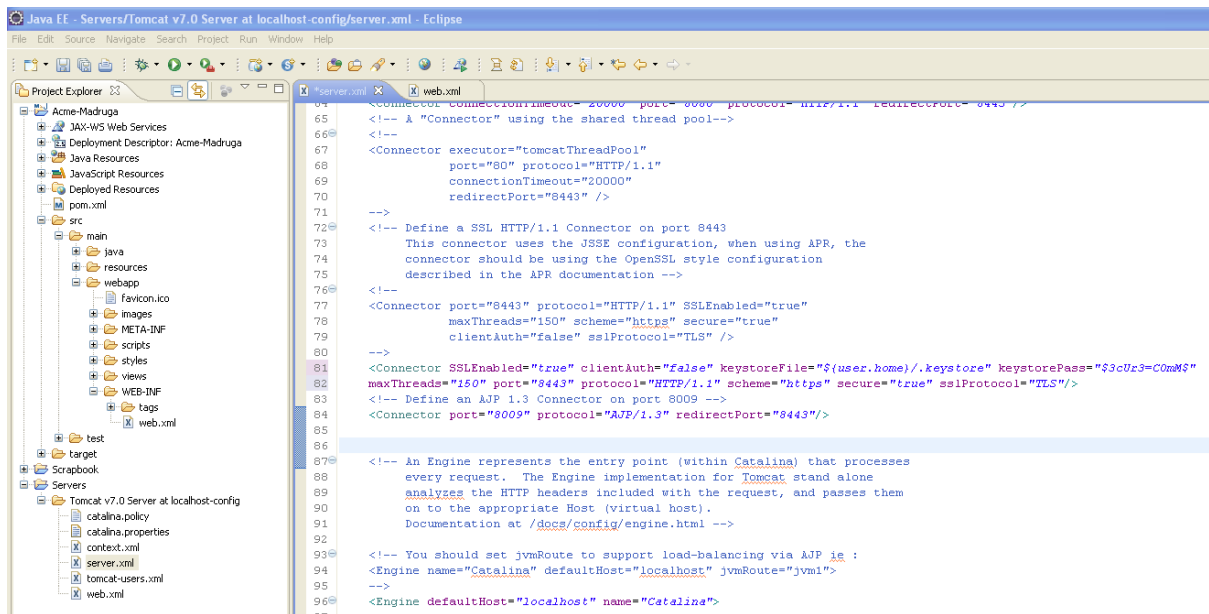 Java EE - Servers/Tomcat v7.0 Server at localhost-config/server.xml - Eclipse
File Edit Source Navigate Search Project Run Window Help
Project Explorer
*server.xml
web.xml
Acme-Madruga
JAX-WS Web Services
Deployment Descriptor: Acme-Madruga
Java Resources
JavaScript Resources
Deployed Resources
pom.xml
src
main
java
resources
webapp
favicon.ico
images
META-INF
scripts
styles
views
WEB-INF
tags
web.xml
test
target
Scrapbook
Servers
Tomcat v7.0 Server at localhost-config
catalina.policy
catalina.properties
context.xml
server.xml
tomcat-users.xml
web.xml
64 <Connector connectionTimeout="20000" port="8080" protocol="HTTP/1.1" redirectPort="8443"/>
65 <!-- A "Connector" using the shared thread pool-->
66 <!--
67 <Connector executor="tomcatThreadPool"
68 port="80" protocol="HTTP/1.1"
69 connectionTimeout="20000"
70 redirectPort="8443" />
71 -->
72 <!-- Define a SSL HTTP/1.1 Connector on port 8443
73 This connector uses the JSSE configuration, when using APR, the
74 connector should be using the OpenSSL style configuration
75 described in the APR documentation -->
76 <!--
77 <Connector port="8443" protocol="HTTP/1.1" SSLEnabled="true"
78 maxThreads="150" scheme="https" secure="true"
79 clientAuth="false" sslProtocol="TLS" />
80 -->
81 <Connector SSLEnabled="true" clientAuth="false" keystoreFile="${user.home}/.keystore" keystorePass="$3cUr3=C0mM$"
82 maxThreads="150" port="8443" protocol="HTTP/1.1" scheme="https" secure="true" sslProtocol="TLS"/>
83 <!-- Define an AJP 1.3 Connector on port 8009 -->
84 <Connector port="8009" protocol="AJP/1.3" redirectPort="8443"/>
85
86
87 <!-- An Engine represents the entry point (within Catalina) that processes
88 every request. The Engine implementation for Tomcat stand alone
89 analyzes the HTTP headers included with the request, and passes them
90 on to the appropriate Host (virtual host).
91 Documentation at /docs/config/engine.html -->
92
93 <!-- You should set jvmRoute to support load-balancing via AJP ie :
94 <Engine name="Catalina" defaultHost="localhost" jvmRoute="jvm1">
95 -->
96 <Engine defaultHost="localhost" name="Catalina">